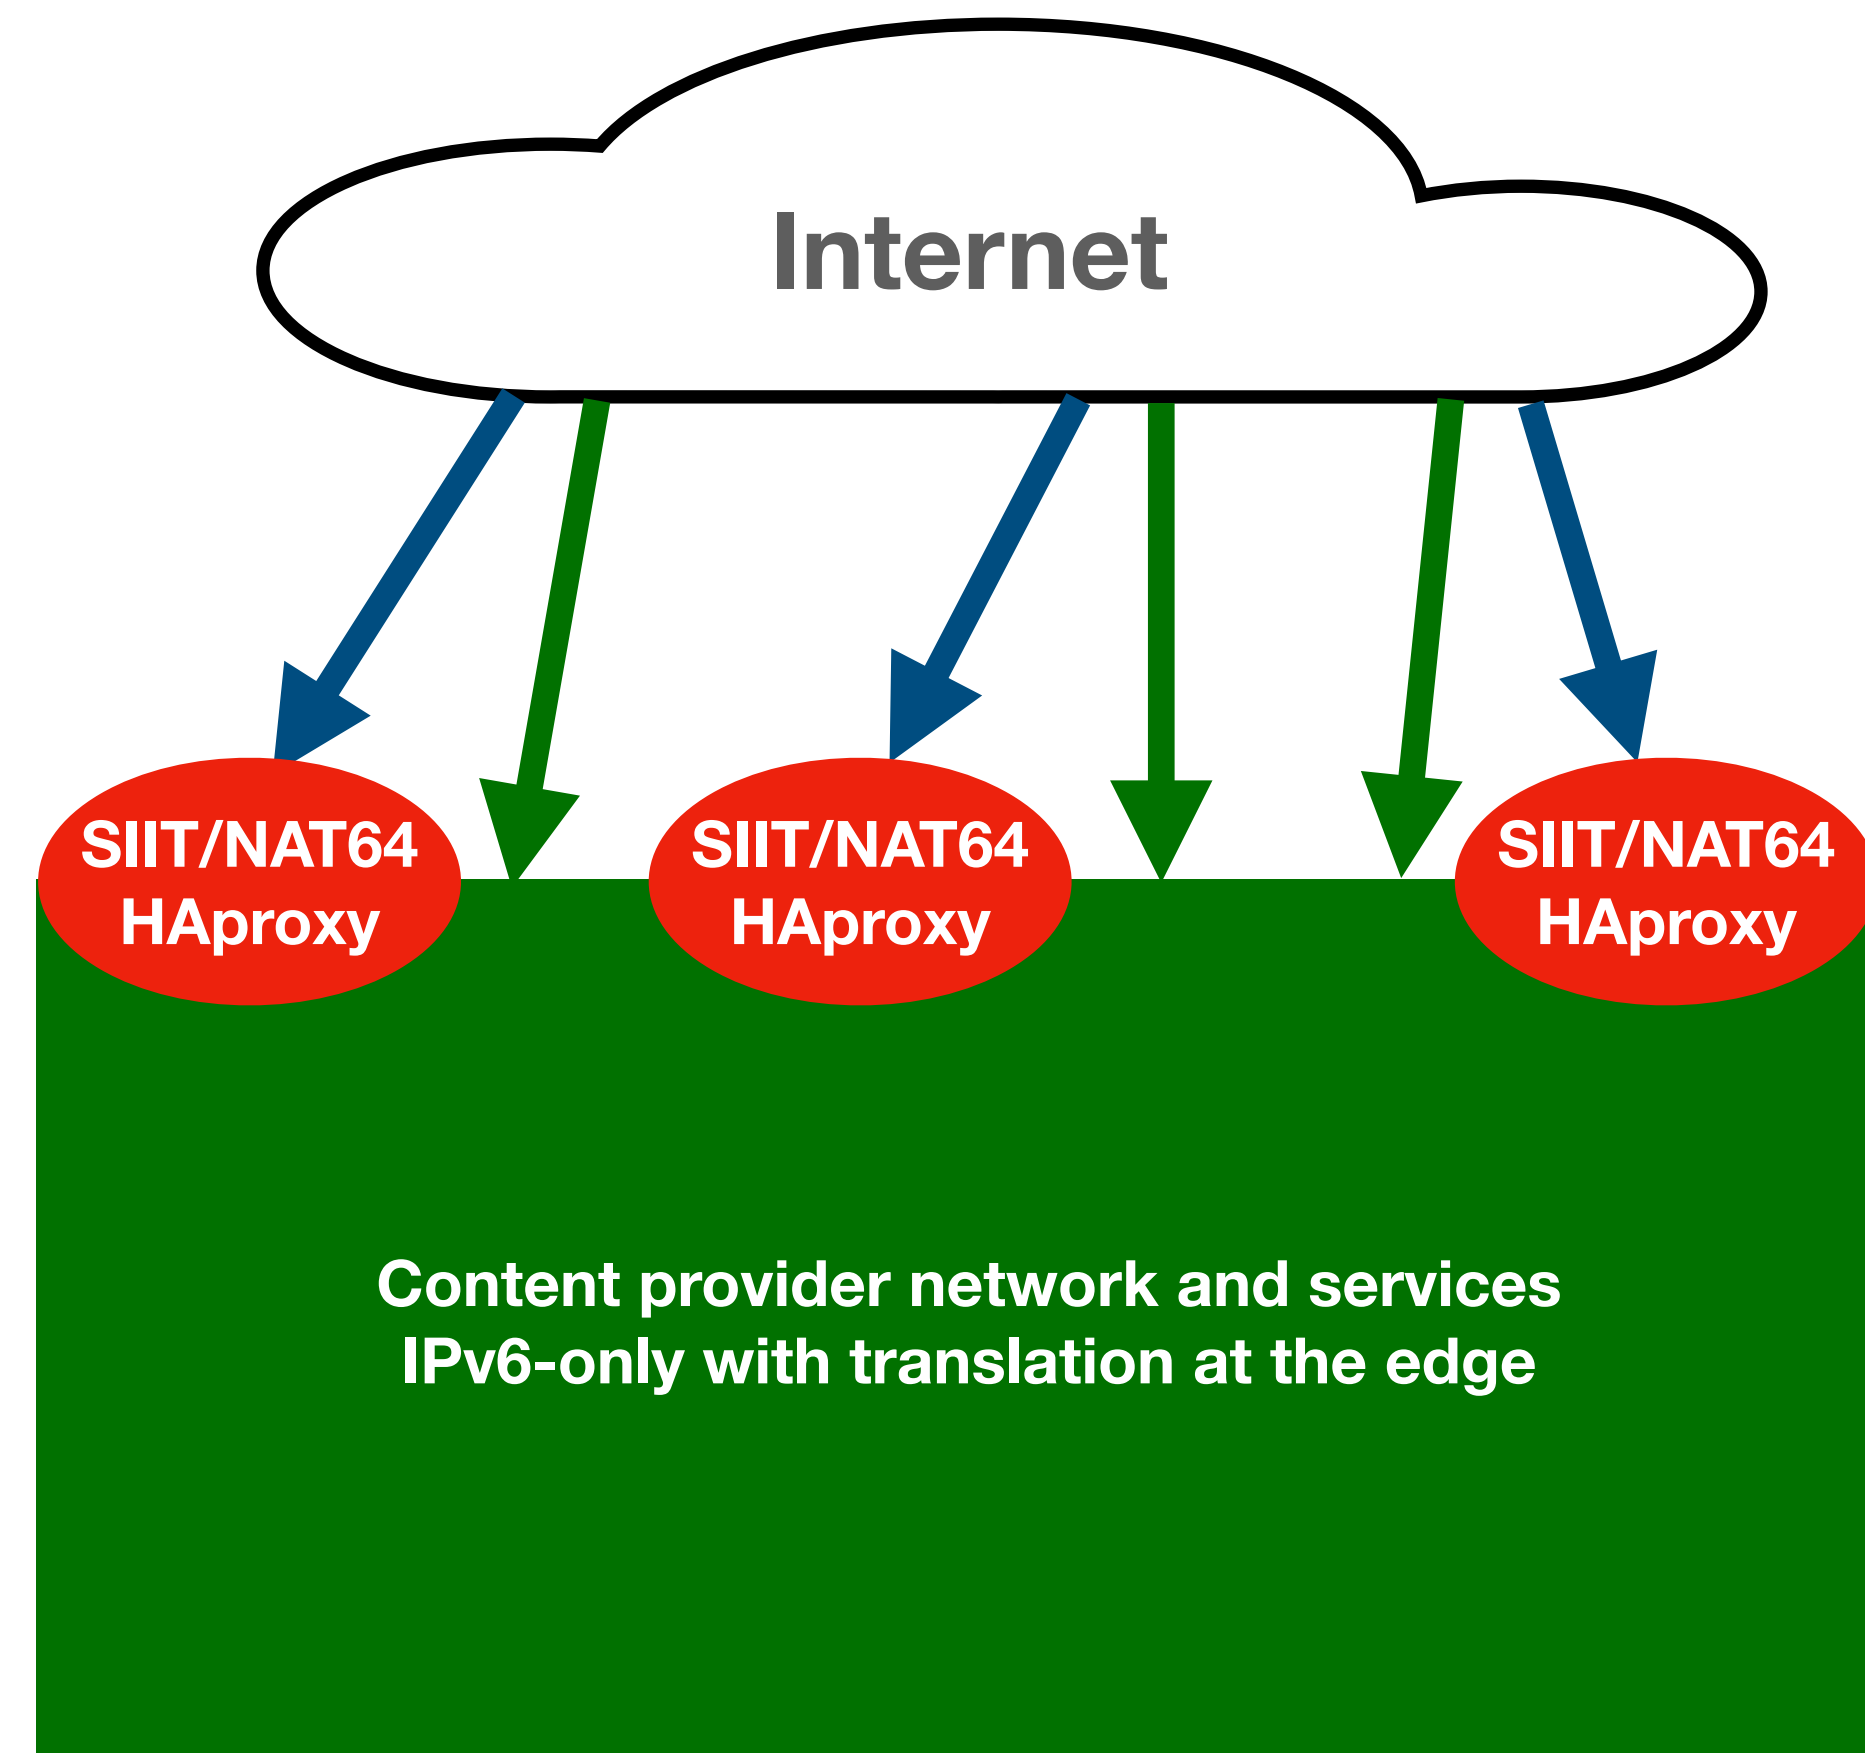 Internet
SIIT/NAT64
HAproxy
SIIT/NAT64
HAproxy
SIIT/NAT64
HAproxy
Content provider network and services
IPv6-only with translation at the edge